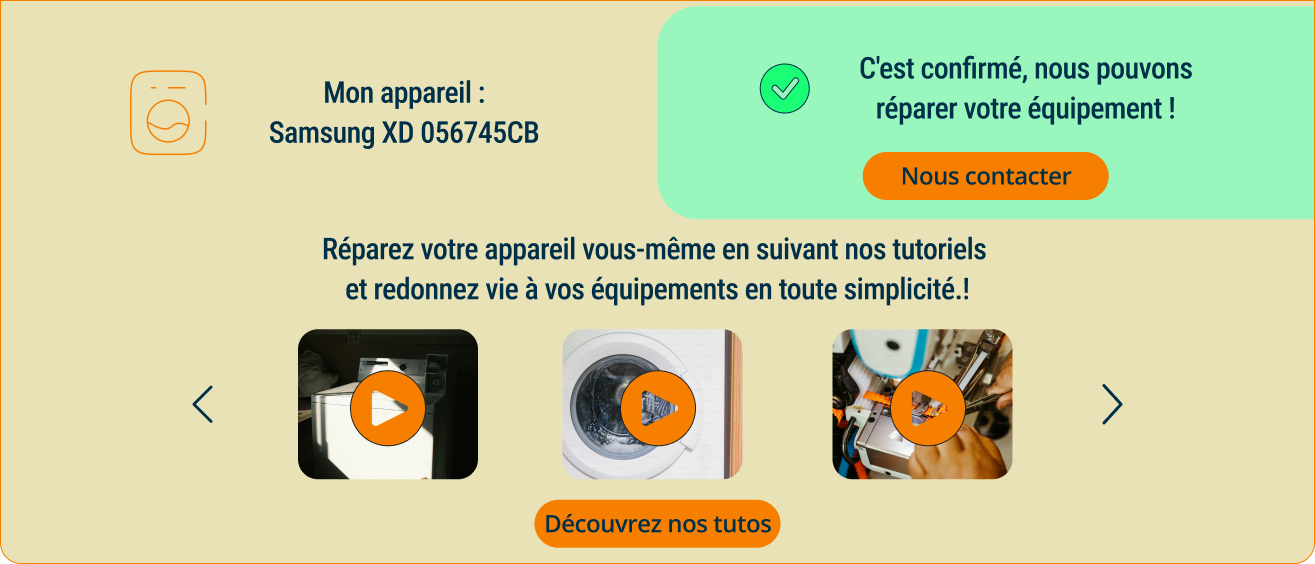 Mon appareil :
Samsung XD 056745CB
C'est confirmé, nous pouvons
réparer votre équipement !
Nous contacter
Réparez votre appareil vous-même en suivant nos tutoriels
et redonnez vie à vos équipements en toute simplicité.!
Découvrez nos tutos